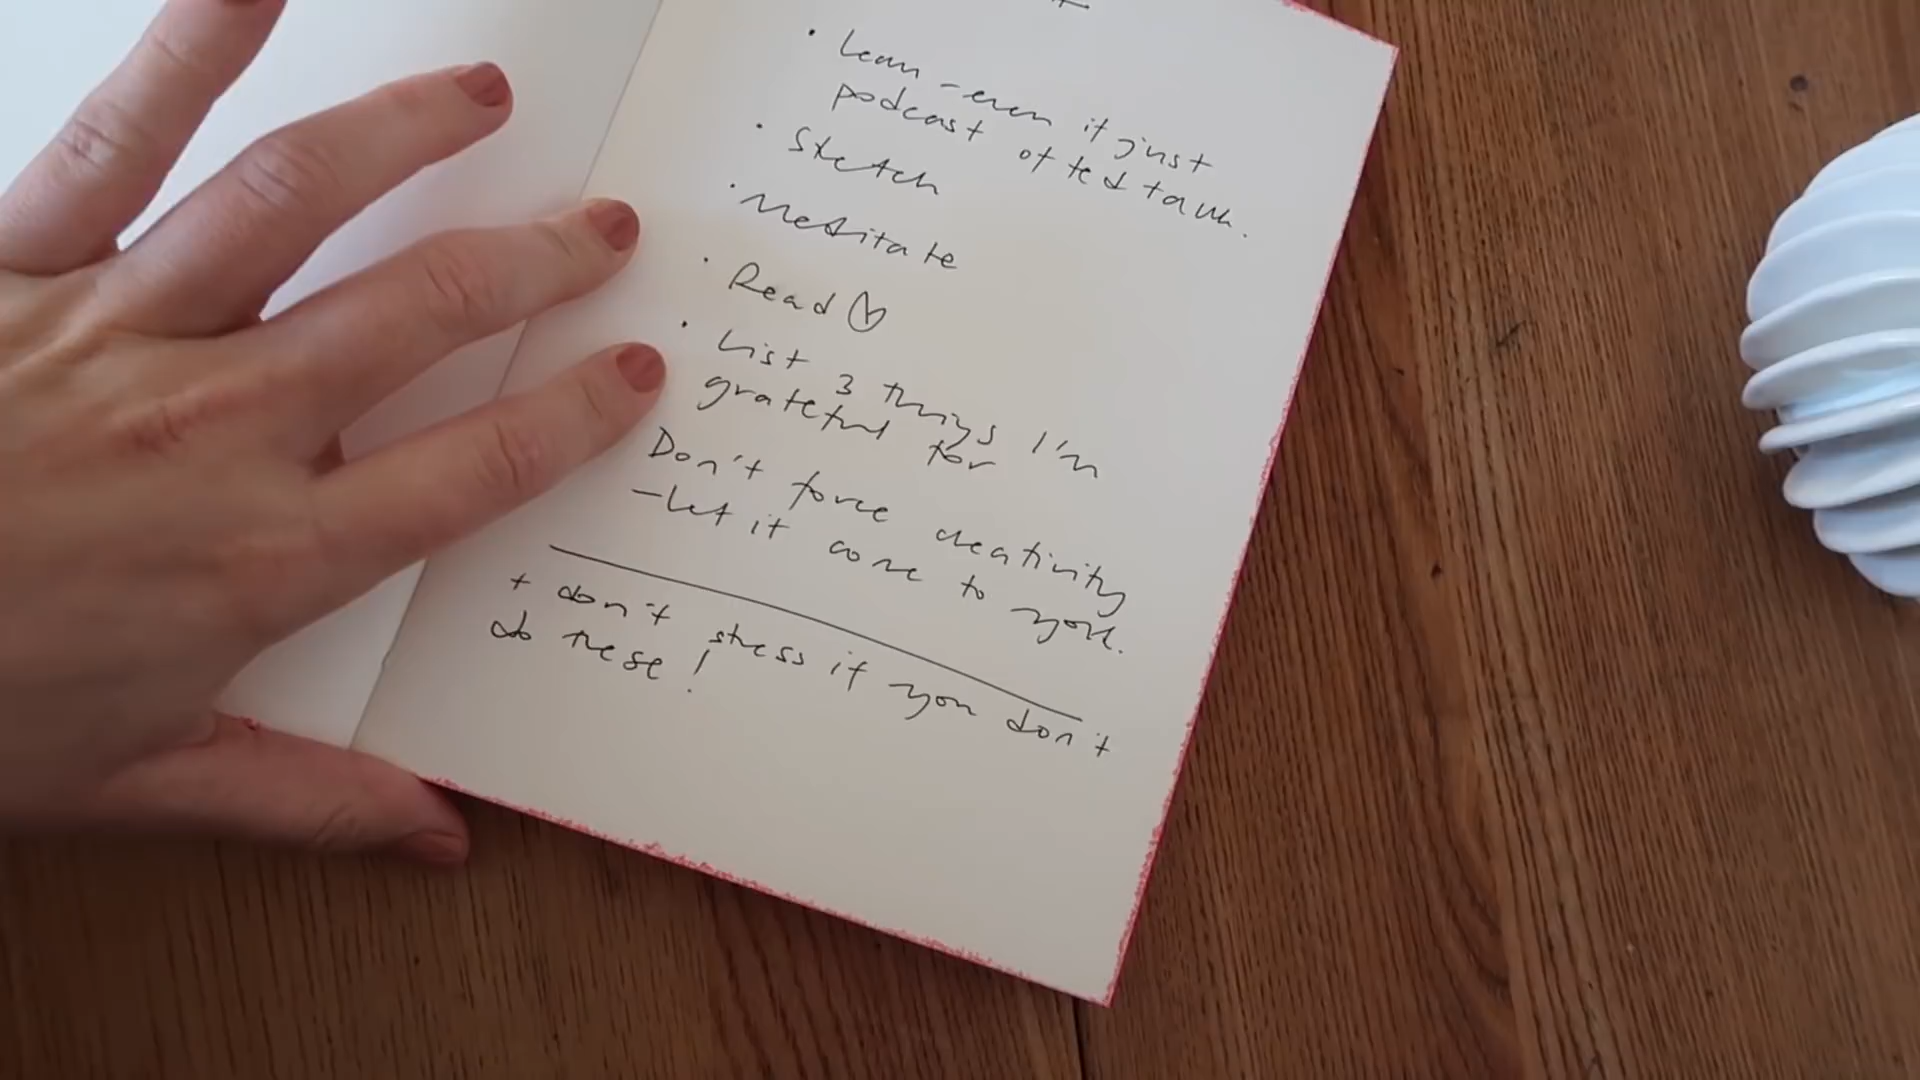 • Learn - even if just
podcast of ted talk.
• Sketch
• Meditate
• Read
• List 3 things I'm
grateful for
Don't force creativity
- let it come to you.
+ don't stress if you don't
do these!